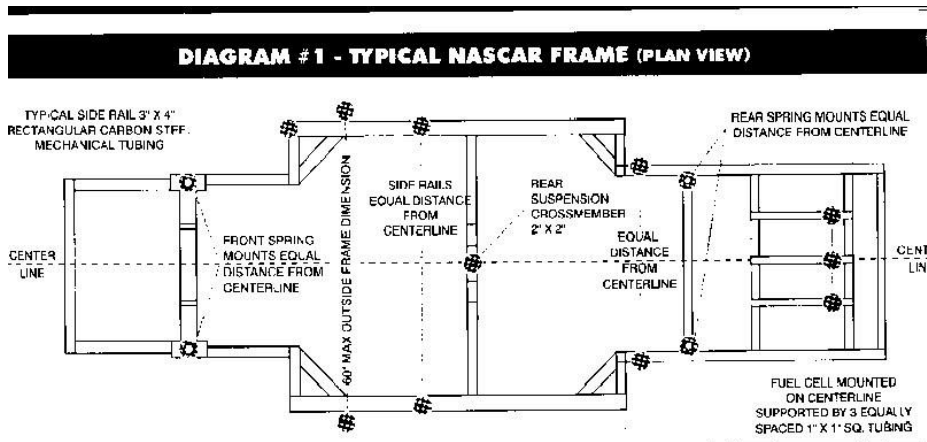 DIAGRAM #1 - TYPICAL NASCAR FRAME (PLAN VIEW)
TYPICAL SIDE RAIL 3" X 4"
RECTANGULAR CARBON STEE
MECHANICAL TUBING
REAR SPRING MOUNTS EQUAL
DISTANCE FROM CENTERLINE
60" MAX OUTSIDE FRAME DIMENSION
SIDE RAILS
EQUAL DISTANCE
FROM
CENTERLINE
REAR
SUSPENSION
CROSSMEMBER
2" X 2"
FRONT SPRING
MOUNTS EQUAL
DISTANCE FROM
CENTERLINE
EQUAL
DISTANCE
FROM
CENTERLINE
CENTER
LINE
CENT
LIN
FUEL CELL MOUNTED
ON CENTERLINE
SUPPORTED BY 3 EQUALLY
SPACED 1" X 1" SQ. TUBING